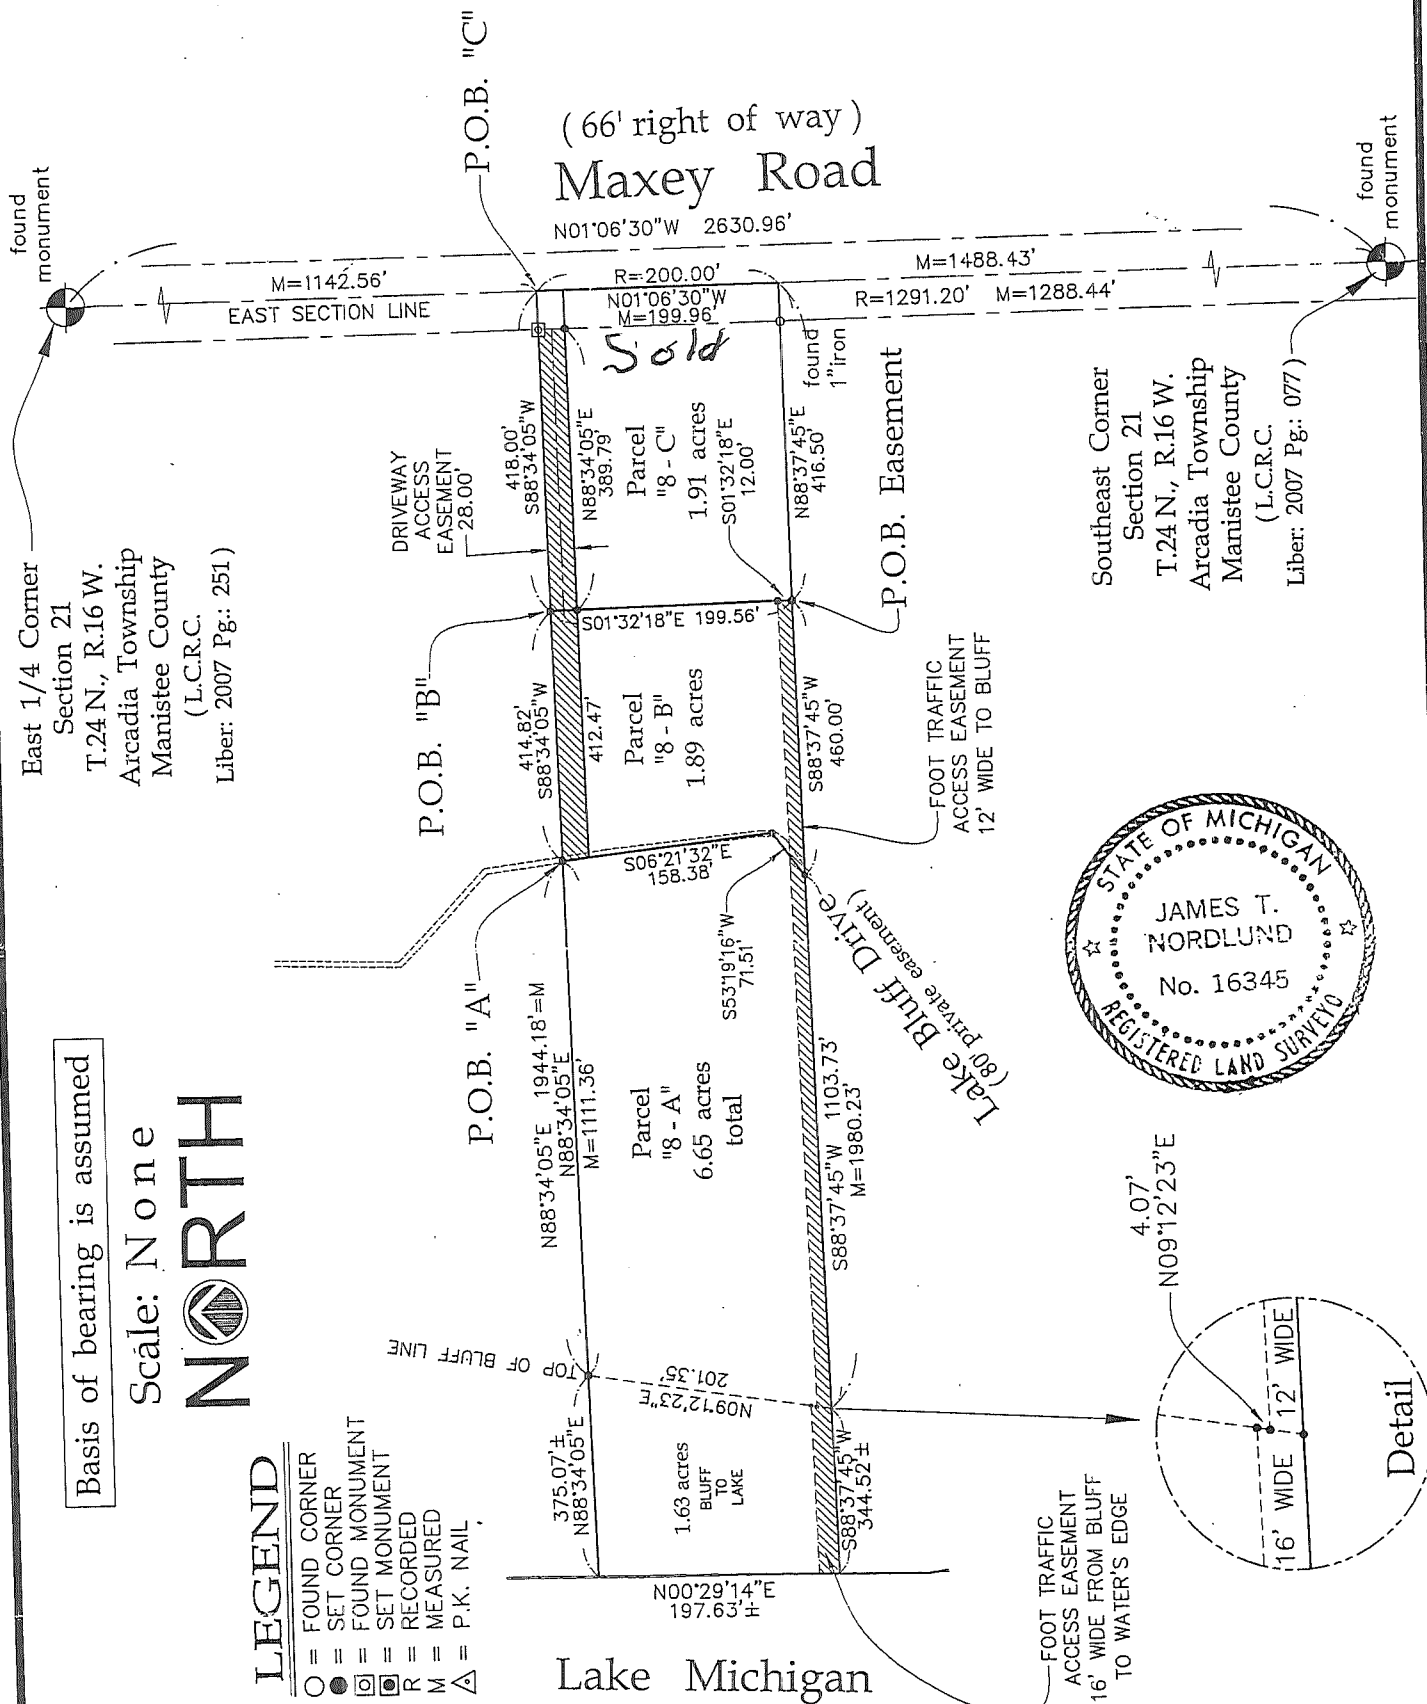 East 1/4 Corner
Section 21
T.24 N., R.16 W.
Arcadia Township
Manistee County
(L.C.R.C.
Liber: 2007 Pg.: 251)
found
monument
P.O.B. "C"
(66' right of way)
Maxey Road
N01°06'30"W 2630.96'
M=1142.56'
EAST SECTION LINE
R=200.00'
N01°06'30"W
M=199.96'
M=1488.43'
R=1291.20' M=1288.44'
found
monument
Sold
found
1"iron
DRIVEWAY
ACCESS
EASEMENT
28.00'
418.00'
S88°34'05"W
N88°34'05"E
389.79'
Parcel
"8 - C"
1.91 acres
S01°32'18"E
12.00'
N88°37'45"E
416.50'
P.O.B. Easement
Southeast Corner
Section 21
T.24 N., R.16 W.
Arcadia Township
Manistee County
(L.C.R.C.
Liber: 2007 Pg.: 077)
P.O.B. "B"
S01°32'18"E 199.56'
414.82'
S88°34'05"W
412.47'
Parcel
"8 - B"
1.89 acres
S88°37'45"W
460.00'
FOOT TRAFFIC
ACCESS EASEMENT
12' WIDE TO BLUFF
P.O.B. "A"
S06°21'32"E
158.38'
S53°19'16"W
71.51'
Lake Bluff Drive
(80' private easement)
N88°34'05"E 1944.18'=M
N88°34'05"E
M=1111.36'
Parcel
"8 - A"
6.65 acres
total
S88°37'45"W 1103.73'
M=1980.23'
STATE OF MICHIGAN
JAMES T.
NORDLUND
No. 16345
REGISTERED LAND SURVEYO
Basis of bearing is assumed
Scale: None
NORTH
TOP OF BLUFF LINE
N09°12'23"E
201.35'
375.07'±
N88°34'05"E
1.63 acres
BLUFF
TO
LAKE
S88°37'45"W
344.52'±
4.07'
N09°12'23"E
16' WIDE
12' WIDE
Detail
LEGEND
= FOUND CORNER
= SET CORNER
= FOUND MONUMENT
= SET MONUMENT
R = RECORDED
M = MEASURED
= P.K. NAIL
N00°29'14"E
197.63'±
Lake Michigan
FOOT TRAFFIC
ACCESS EASEMENT
16' WIDE FROM BLUFF
TO WATER'S EDGE